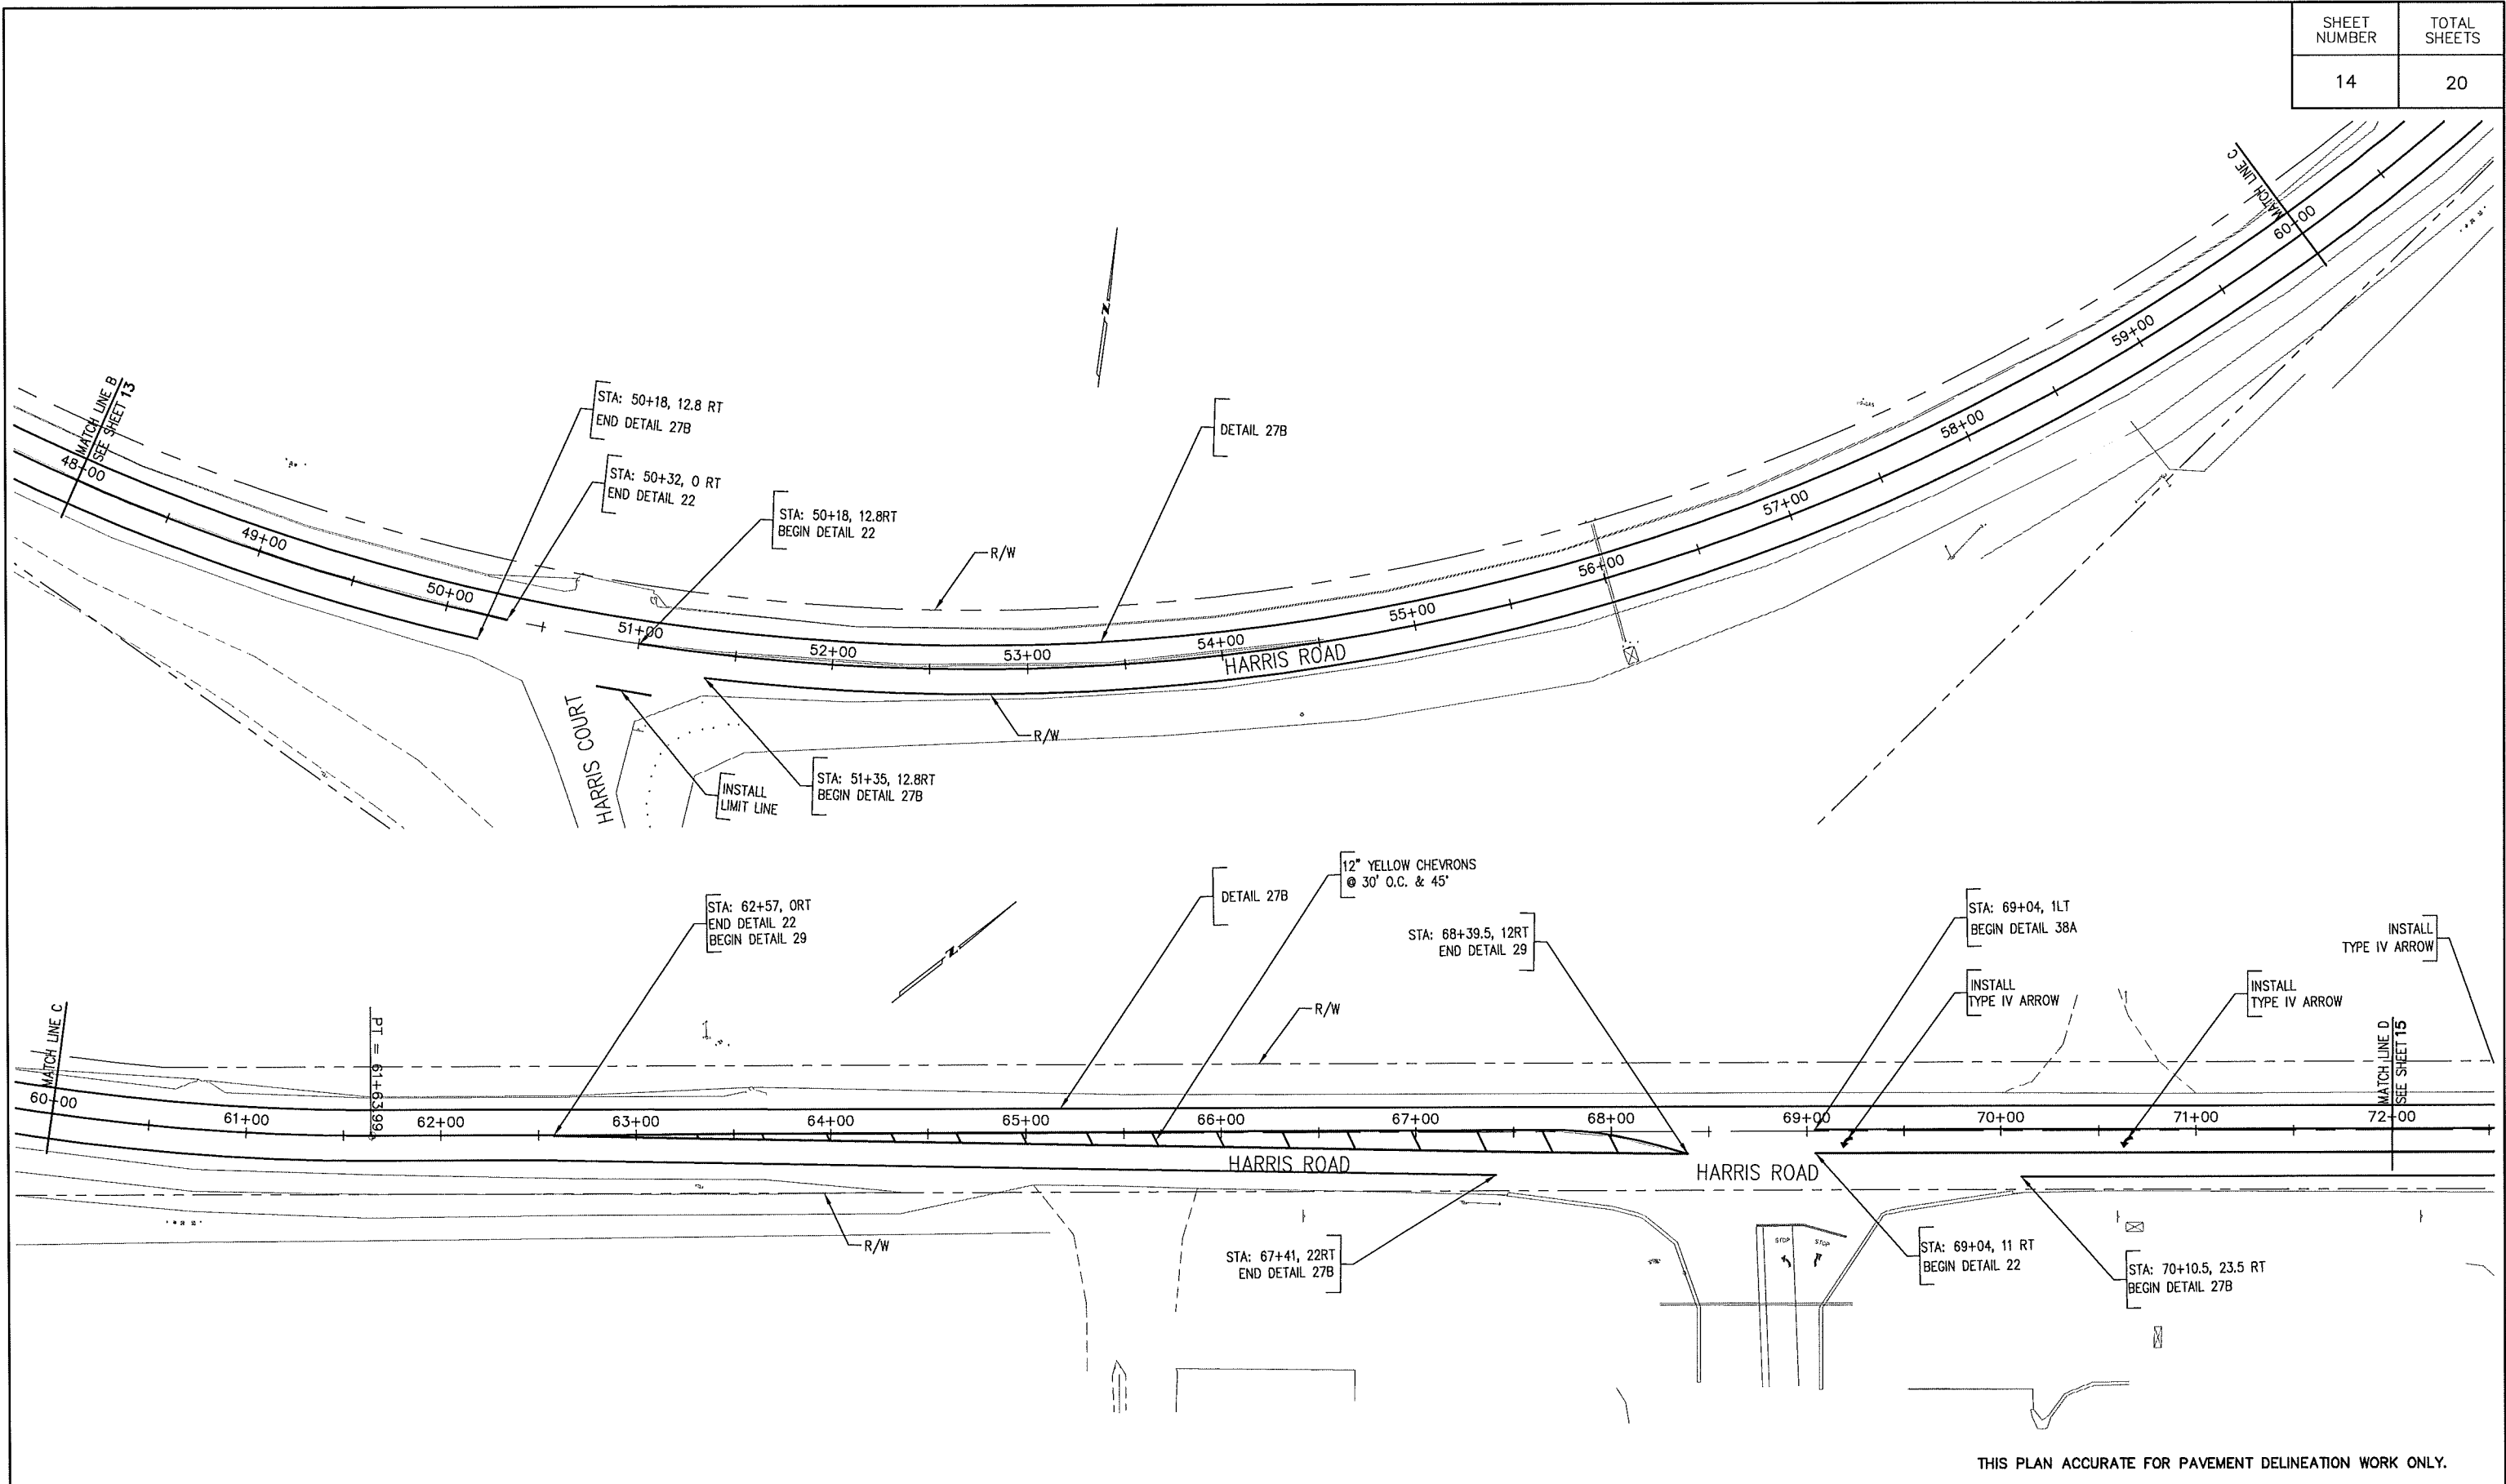 SHEET
NUMBER
TOTAL
SHEETS
14
20
MATCH LINE B
SEE SHEET 13
STA: 50+18, 12.8 RT
END DETAIL 27B
STA: 50+32, 0 RT
END DETAIL 22
STA: 50+18, 12.8RT
BEGIN DETAIL 22
R/W
DETAIL 27B
MATCH LINE C
N
48+00
49+00
50+00
51+00
52+00
53+00
54+00
55+00
56+00
57+00
58+00
59+00
60+00
HARRIS ROAD
R/W
HARRIS COURT
INSTALL
LIMIT LINE
STA: 51+35, 12.8RT
BEGIN DETAIL 27B
STA: 62+57, 0RT
END DETAIL 22
BEGIN DETAIL 29
N
DETAIL 27B
12" YELLOW CHEVRONS
@ 30' O.C. & 45°
STA: 68+39.5, 12RT
END DETAIL 29
R/W
STA: 69+04, 1LT
BEGIN DETAIL 38A
INSTALL
TYPE IV ARROW
INSTALL
TYPE IV ARROW
INSTALL
TYPE IV ARROW
MATCH LINE C
PT = 61+63.98
MATCH LINE D
SEE SHEET 15
60+00
61+00
62+00
63+00
64+00
65+00
66+00
67+00
68+00
69+00
70+00
71+00
72+00
HARRIS ROAD
HARRIS ROAD
R/W
STA: 67+41, 22RT
END DETAIL 27B
STOP
STOP
STA: 69+04, 11 RT
BEGIN DETAIL 22
STA: 70+10.5, 23.5 RT
BEGIN DETAIL 27B
THIS PLAN ACCURATE FOR PAVEMENT DELINEATION WORK ONLY.